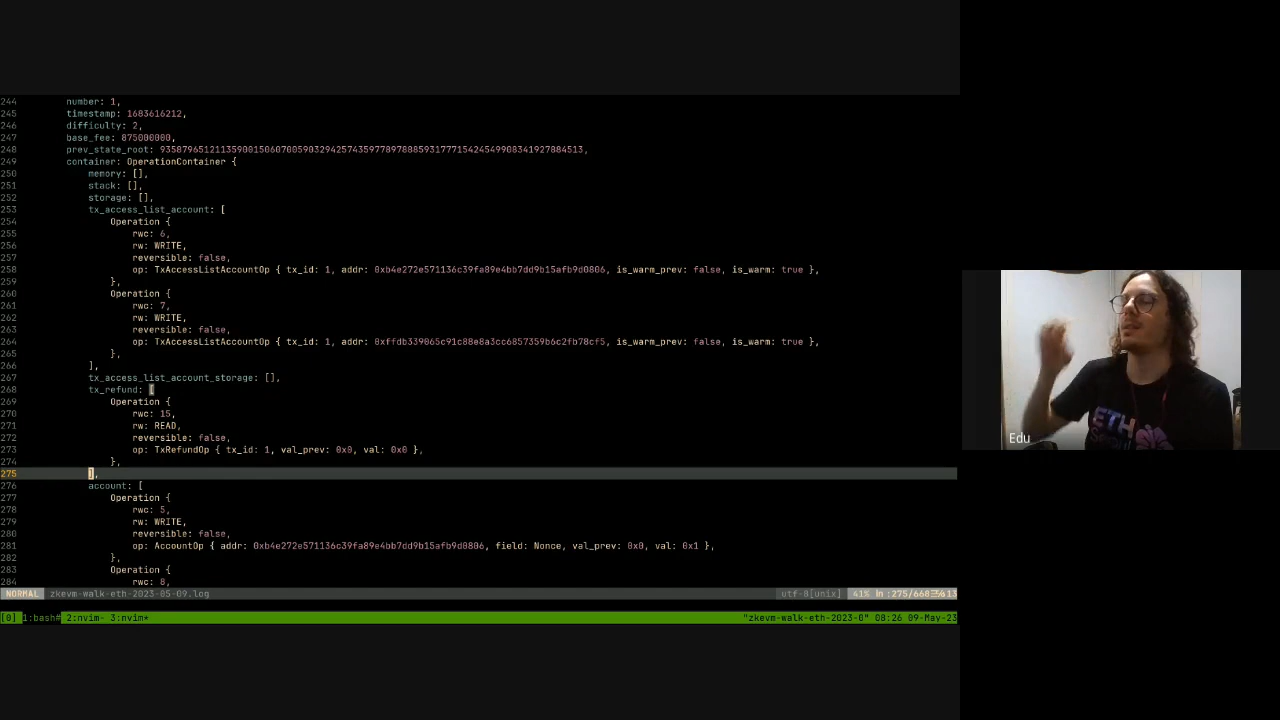 244 number: 1,
245 timestamp: 1683616212,
246 difficulty: 2,
247 base_fee: 875000000,
248 prev_state_root: 9358796512113590015060700590329425743597789788859317771542454990834192788451​3,
249 container: OperationContainer {
250 memory: [],
251 stack: [],
252 storage: [],
253 tx_access_list_account: [
254 Operation {
255 rwc: 6,
256 rw: WRITE,
257 reversible: false,
258 op: TxAccessListAccountOp { tx_id: 1, addr: 0xb4e272e571136c39fa89e4bb7dd9b15afb9d0806, is_warm_prev: false, is_warm: true },
259 },
260 Operation {
261 rwc: 7,
262 rw: WRITE,
263 reversible: false,
264 op: TxAccessListAccountOp { tx_id: 1, addr: 0xffdb339065c91c88e8a3cc6857359b6c2fb78cf5, is_warm_prev: false, is_warm: true },
265 },
266 ],
267 tx_access_list_account_storage: [],
268 tx_refund: [
269 Operation {
270 rwc: 15,
271 rw: READ,
272 reversible: false,
273 op: TxRefundOp { tx_id: 1, val_prev: 0x0, val: 0x0 },
274 },
275 ],
276 account: [
277 Operation {
278 rwc: 5,
279 rw: WRITE,
280 reversible: false,
281 op: AccountOp { addr: 0xb4e272e571136c39fa89e4bb7dd9b15afb9d0806, field: Nonce, val_prev: 0x0, val: 0x1 },
282 },
283 Operation {
284 rwc: 8,
NORMAL zkevm-walk-eth-2023-05-09.log utf-8[unix] 41% ln :275/668
[0] 1:bash# 2:nvim- 3:nvim* "zkevm-walk-eth-2023-0" 08:26 09-May-23
ETH
Edu